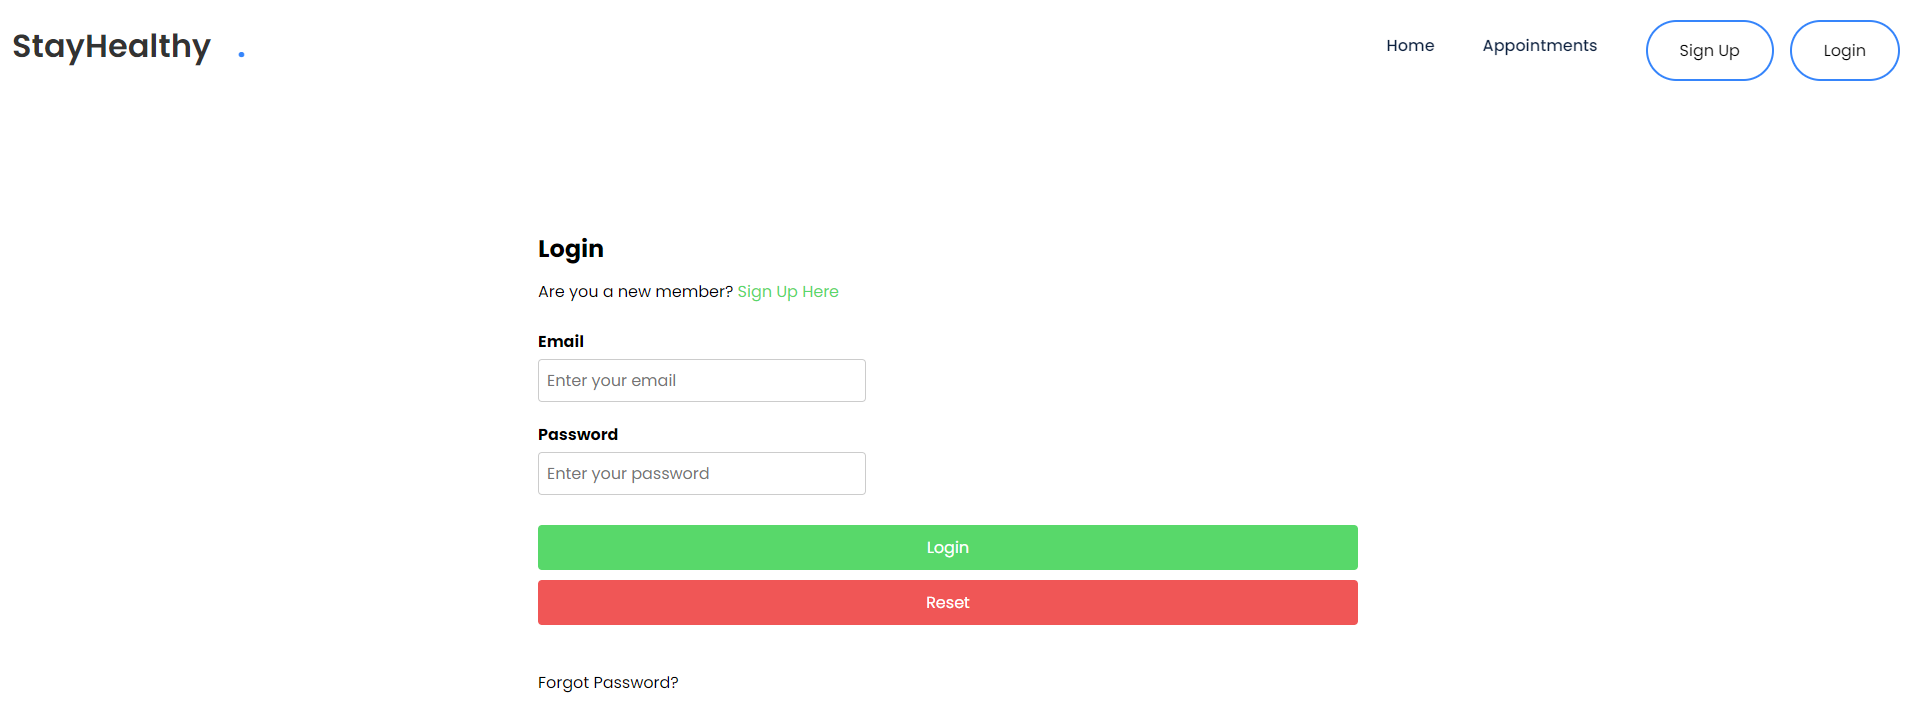 StayHealthy .
Home Appointments Sign Up Login
Login
Are you a new member? Sign Up Here
Email
Enter your email
Password
Enter your password
Login
Reset
Forgot Password?